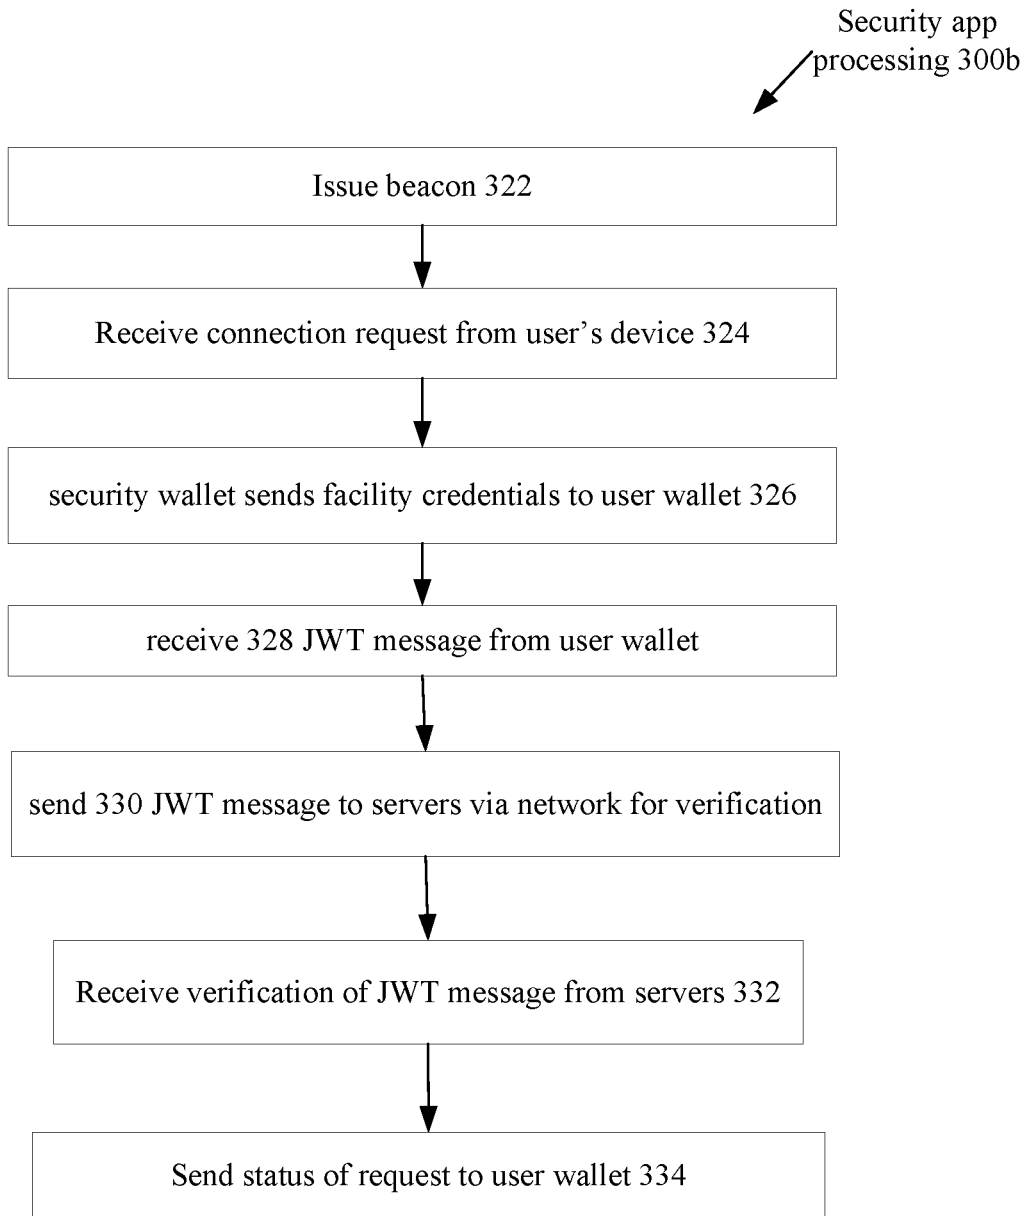 Security app
processing 300b
Issue beacon 322
Receive connection request from user’s device 324
security wallet sends facility credentials to user wallet 326
receive 328 JWT message from user wallet
send 330 JWT message to servers via network for verification
Receive verification of JWT message from servers 332
Send status of request to user wallet 334